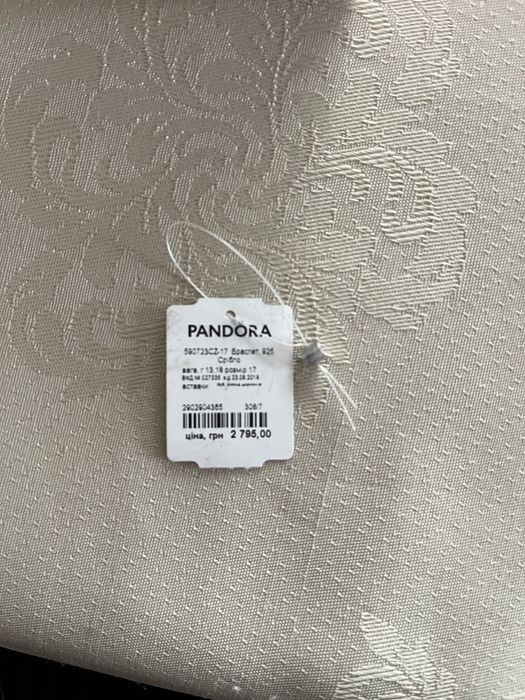 PANDORA
590723CZ-17 Браслет, 925
Срібло
вага, г 13,18 розмір 17
вставки:
2902904365 308/7
ціна, грн 2 795,00